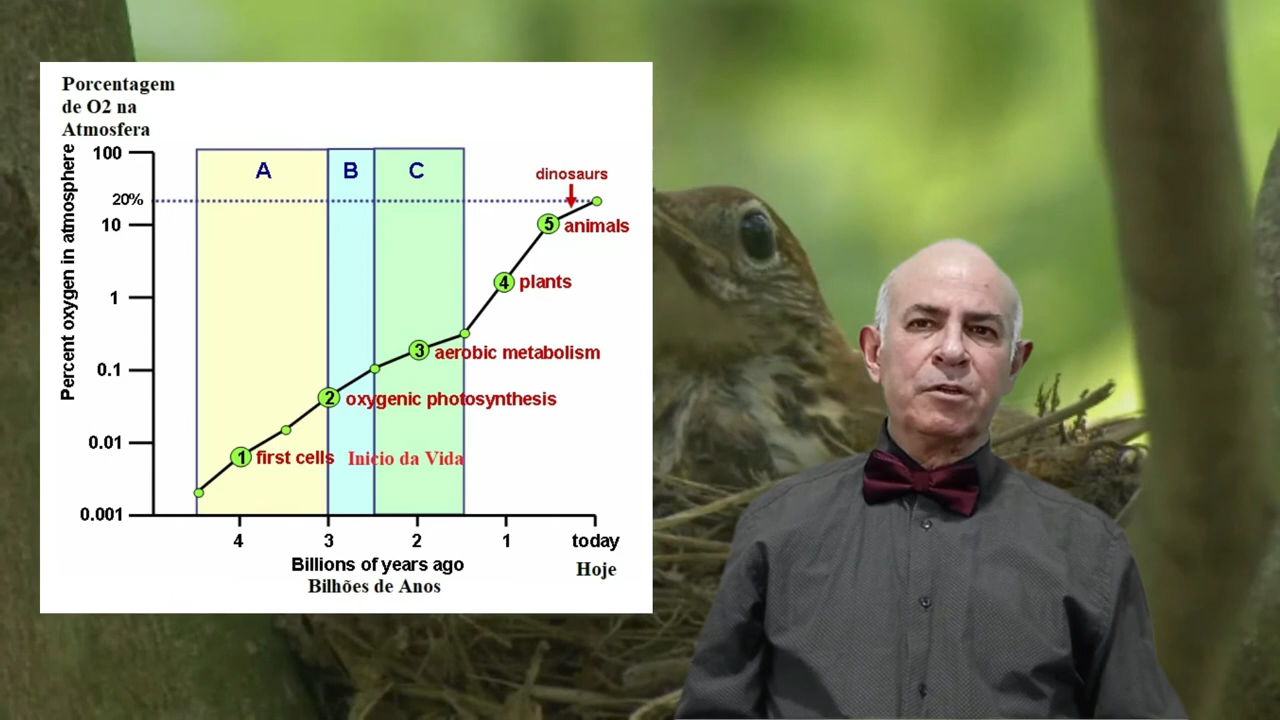 Porcentagem
de O2 na
Atmosfera
Percent oxygen in atmosphere
100
20%
10
1
0.1
0.01
0.001
A
B
C
dinosaurs
5 animals
4 plants
3 aerobic metabolism
2 oxygenic photosynthesis
1 first cells
Inicio da Vida
4
3
2
1
today
Billions of years ago
Hoje
Bilhões de Anos